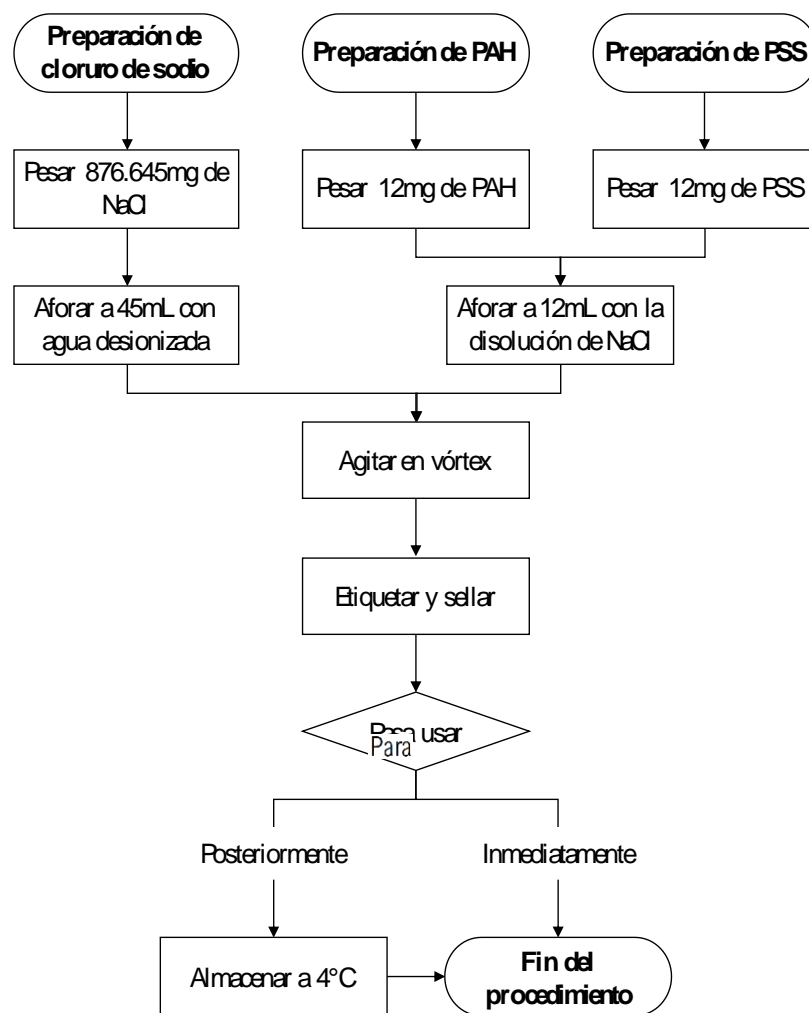 Preparación de
cloruro de sodio
Preparación de PAH
Preparación de PSS
Pesar 876.645mg de
NaCl
Pesar 12mg de PAH
Pesar 12mg de PSS
Aforar a 45mL con
agua desionizada
Aforar a 12mL con la
disolución de NaCl
Agitar en vórtex
Etiquetar y sellar
Para usar
Posteriormente
Inmediatamente
Almacenar a 4°C
Fin del
procedimiento